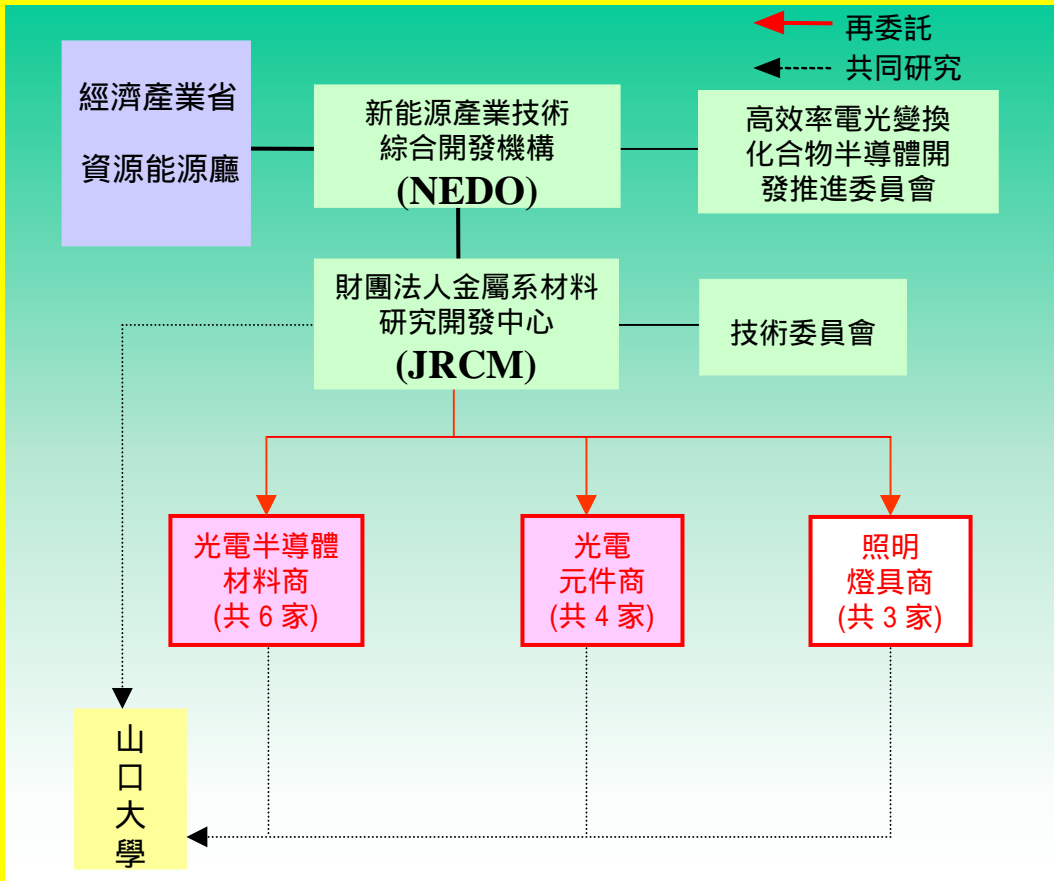 再委託
共同研究
經濟產業省
資源能源廳
新能源產業技術
綜合開發機構
(NEDO)
高效率電光變換
化合物半導體開
發推進委員會
財團法人金屬系材料
研究開發中心
(JRCM)
技術委員會
光電半導體
材料商
(共 6 家)
光電
元件商
(共 4 家)
照明
燈具商
(共 3 家)
山
口
大
學